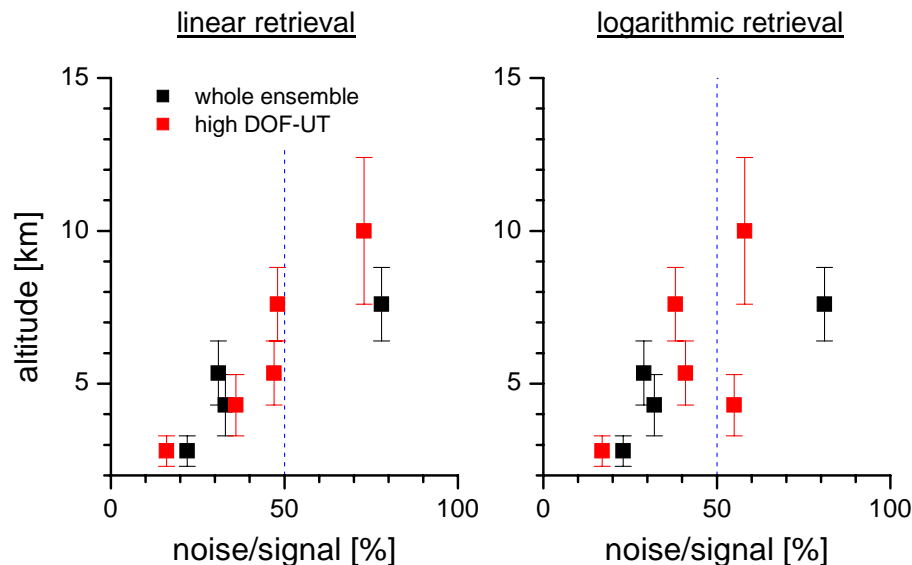 linear retrieval
logarithmic retrieval
whole ensemble
high DOF-UT
altitude [km]
15
10
5
0
50
100
noise/signal [%]
15
10
5
0
50
100
noise/signal [%]